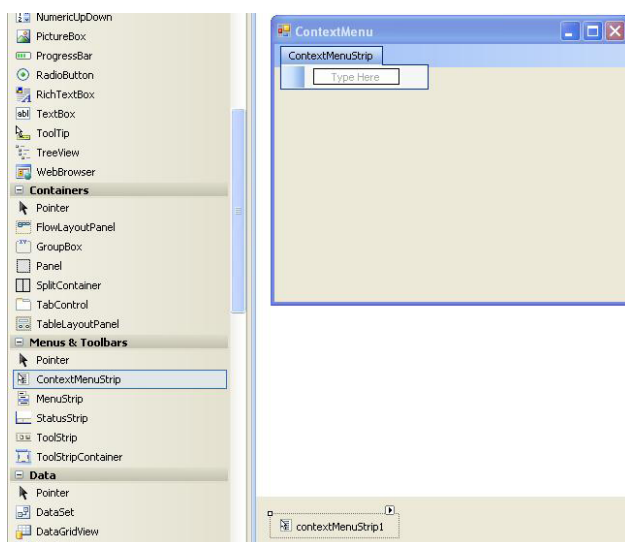 NumericUpDown
PictureBox
ProgressBar
RadioButton
RichTextBox
abl TextBox
ToolTip
TreeView
WebBrowser
Containers
Pointer
FlowLayoutPanel
GroupBox
Panel
SplitContainer
TabControl
TableLayoutPanel
Menus & Toolbars
Pointer
ContextMenuStrip
MenuStrip
StatusStrip
ToolStrip
ToolStripContainer
Data
Pointer
DataSet
DataGridView
ContextMenu
ContextMenuStrip
Type Here
contextMenuStrip1